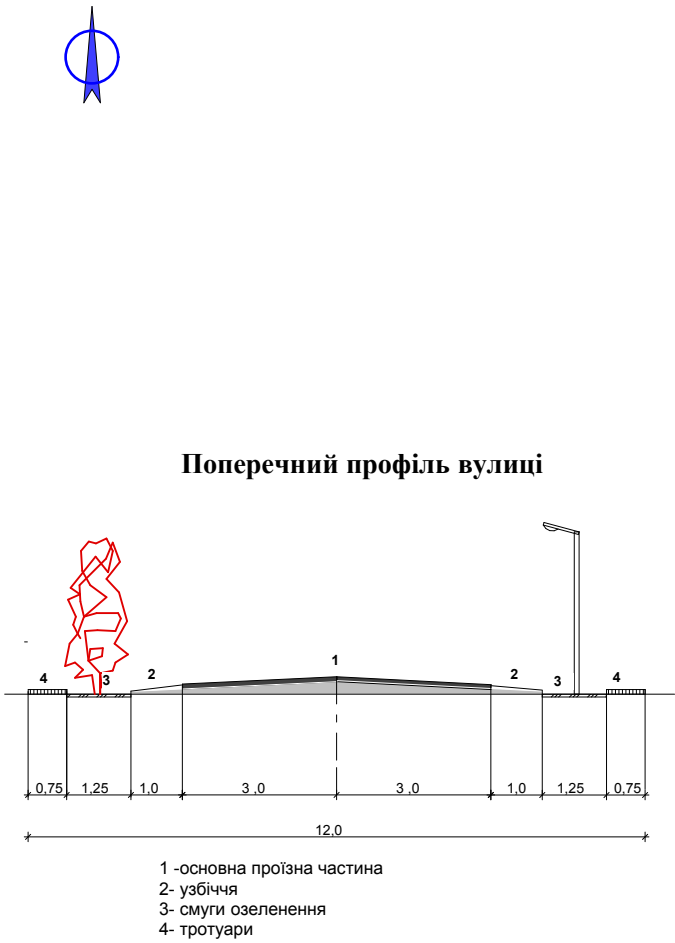 Поперечний профіль вулиці
1
4 3 2 2 3 4
0,75 1,25 1,0 3 ,0 3 ,0 1,0 1,25 0,75
12,0
1 -основна проїзна частина
2- узбіччя
3- смуги озеленення
4- тротуари